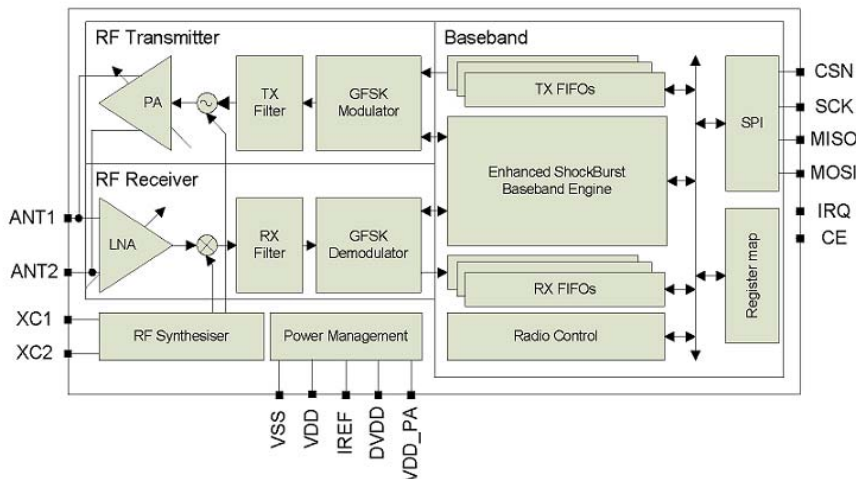 RF Transmitter
Baseband
PA
TX
Filter
GFSK
Modulator
TX FIFOs
SPI
CSN
SCK
MISO
MOSI
Enhanced ShockBurst
Baseband Engine
RF Receiver
ANT1
ANT2
LNA
RX
Filter
GFSK
Demodulator
RX FIFOs
Register map
IRQ
CE
XC1
XC2
RF Synthesiser
Power Management
Radio Control
VSS
VDD
IREF
DVDD
VDD_PA